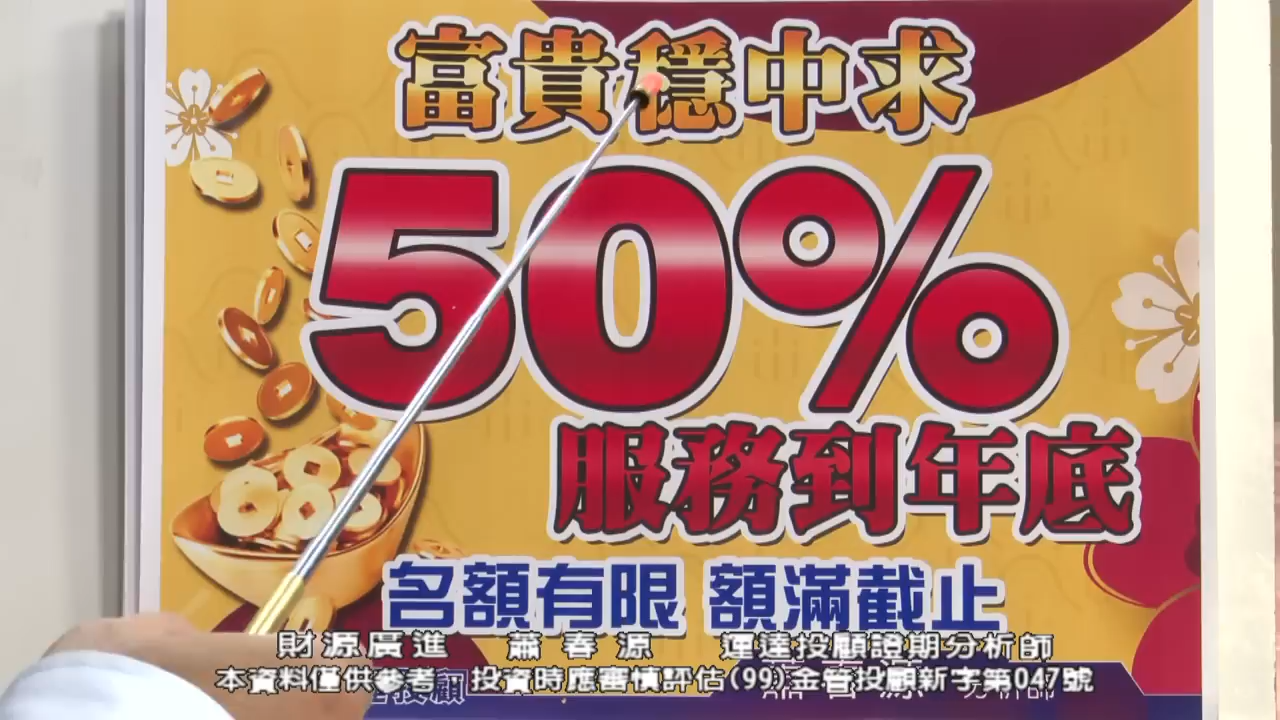 富貴穩中求
50%
服務到年底
名額有限 額滿截止
財源廣進 蕭春源 運達投顧證期分析師
本資料僅供參考 投資時應審慎評估(99)金管投顧新字第047號